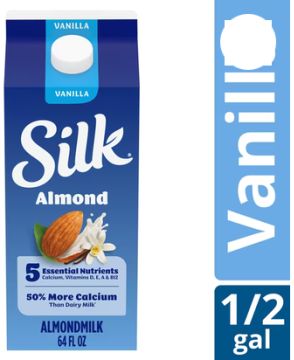 VANILLA
VANILLA
Silk
Almond
5 Essential Nutrients
Calcium, Vitamins D, E, A & B12
50% More Calcium
Than Dairy Milk*
ALMONDMILK
64 FL OZ
Vanill
1/2
gal